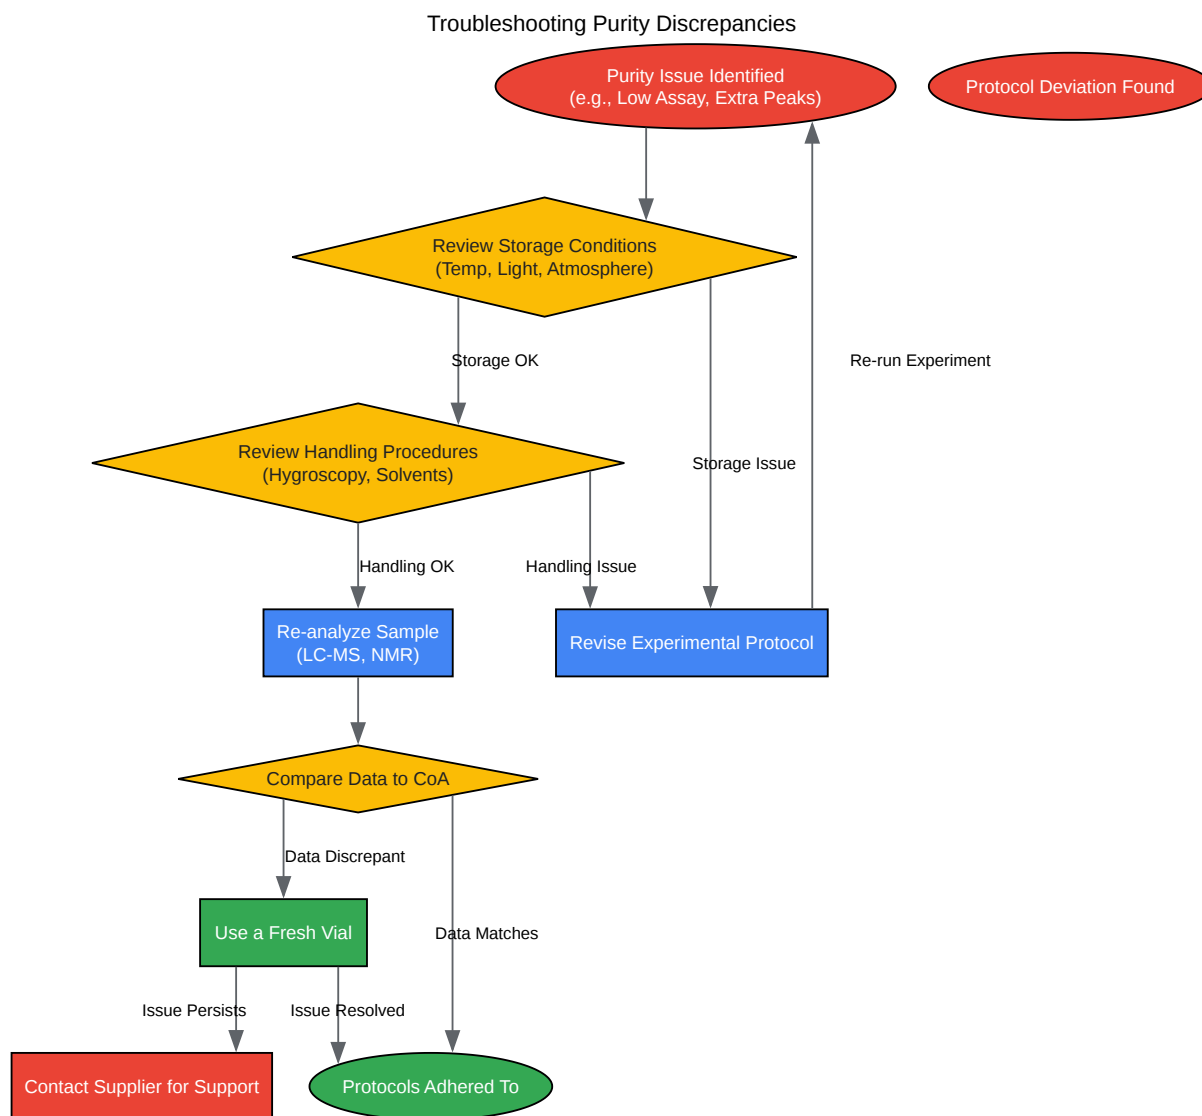 Troubleshooting Purity Discrepancies
Purity Issue Identified
(e.g., Low Assay, Extra Peaks)
Protocol Deviation Found
Review Storage Conditions
(Temp, Light, Atmosphere)
Storage OK
Re-run Experiment
Review Handling Procedures
(Hygroscopy, Solvents)
Storage Issue
Handling OK
Handling Issue
Re-analyze Sample
(LC-MS, NMR)
Revise Experimental Protocol
Compare Data to CoA
Data Discrepant
Use a Fresh Vial
Data Matches
Issue Persists
Issue Resolved
Contact Supplier for Support
Protocols Adhered To